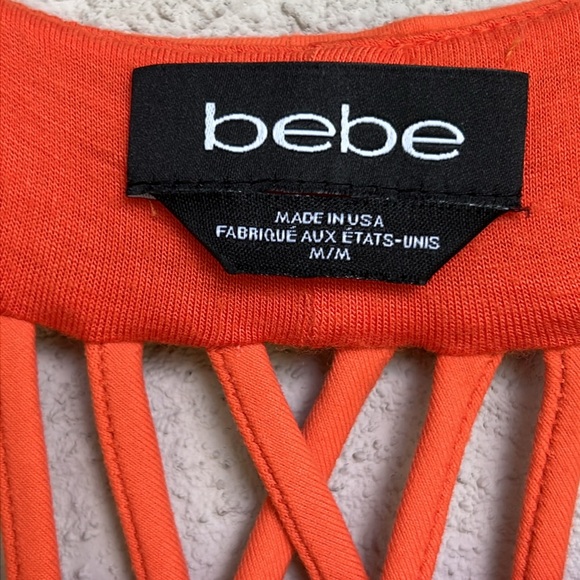 bebe
MADE IN USA
FABRIQUÉ AUX ÉTATS-UNIS
M/M